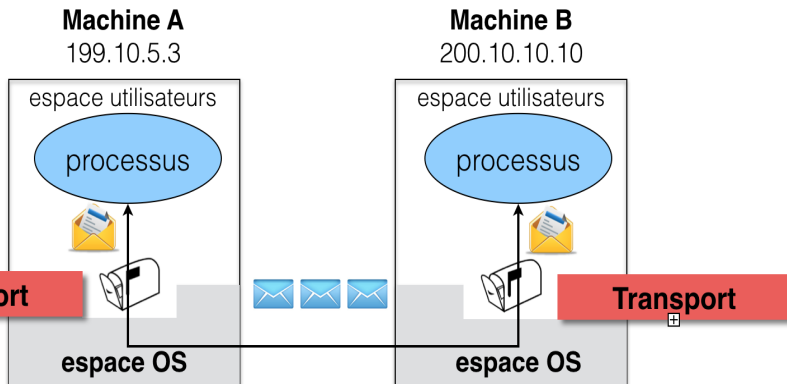 Machine A
199.10.5.3
espace utilisateurs
processus
ort
espace OS
Machine B
200.10.10.10
espace utilisateurs
processus
Transport
espace OS